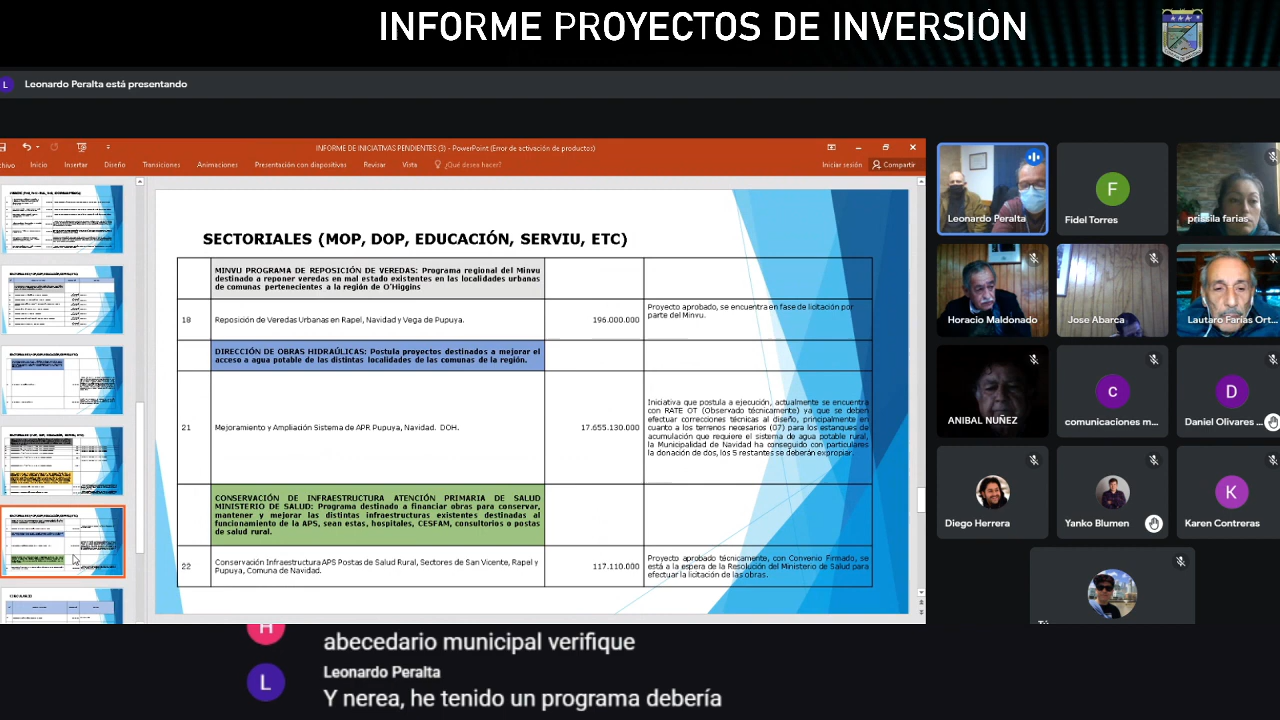 INFORME PROYECTOS DE INVERSIÓN
L Leonardo Peralta está presentando
INFORME DE INICIATIVAS PENDIENTES (3) - PowerPoint (Error de activación de productos)
Inicio Insertar Diseño Transiciones Animaciones Presentación con diapositivas Revisar Vista ¿Qué desea hacer? Iniciar sesión Compartir
SECTORIALES (MOP, DOP, EDUCACIÓN, SERVIU, ETC)
MINVU PROGRAMA DE REPOSICIÓN DE VEREDAS: Programa regional del Minvu
destinado a reponer veredas en mal estado existentes en las localidades urbanas
de comunas pertenecientes a la región de O'Higgins
18 Reposición de Veredas Urbanas en Rapel, Navidad y Vega de Pupuya. 196.000.000
Proyecto aprobado, se encuentra en fase de licitación por
parte del Minvu.
DIRECCIÓN DE OBRAS HIDRAÚLICAS: Postula proyectos destinados a mejorar el
acceso a agua potable de las distintas localidades de las comunas de la región.
21 Mejoramiento y Ampliación Sistema de APR Pupuya, Navidad. DOH. 17.655.130.000
Iniciativa que postula a ejecución, actualmente se encuentra
con RATE OT (Observado técnicamente) ya que se deben
efectuar correcciones técnicas al diseño, principalmente en
cuanto a los terrenos necesarios (07) para los estanques de
acumulación que requiere el sistema de agua potable rural,
la Municipalidad de Navidad ha conseguido con particulares
la donación de dos, los 5 restantes se deberán expropiar.
CONSERVACIÓN DE INFRAESTRUCTURA ATENCIÓN PRIMARIA DE SALUD
MINISTERIO DE SALUD: Programa destinado a financiar obras para conservar,
mantener y mejorar las distintas infraestructuras existentes destinadas al
funcionamiento de la APS, sean estas, hospitales, CESFAM, consultorios o postas
de salud rural.
22 Conservación Infraestructura APS Postas de Salud Rural, Sectores de San Vicente, Rapel y
Pupuya, Comuna de Navidad.
117.110.000
Proyecto aprobado técnicamente, con Convenio Firmado, se
está a la espera de la Resolución del Ministerio de Salud para
efectuar la licitación de las obras.
Leonardo Peralta
F
Fidel Torres
prissila farias
Horacio Maldonado
Jose Abarca
Lautaro Farías Ort...
ANIBAL NUÑEZ
c
comunicaciones m...
D
Daniel Olivares ...
Diego Herrera
Yanko Blumen
K
Karen Contreras
Tú
H abecedario municipal verifique
Leonardo Peralta
L Y nerea, he tenido un programa debería